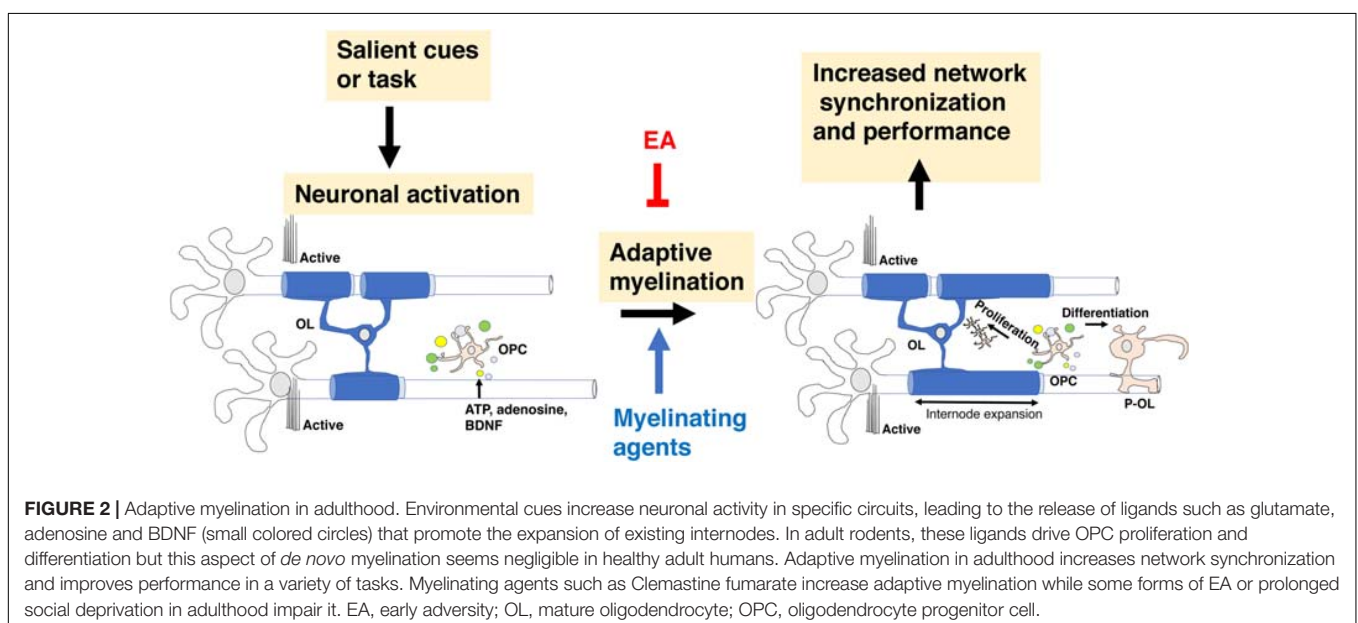 Salient cues
or task
Neuronal activation
Active
OL
OPC
ATP, adenosine,
BDNF
Active
EA
Adaptive
myelination
Myelinating
agents
Increased network
synchronization
and performance
Active
OL
Proliferation
Differentiation
OPC
P-OL
Internode expansion
Active
FIGURE 2 | Adaptive myelination in adulthood. Environmental cues increase neuronal activity in specific circuits, leading to the release of ligands such as glutamate,
adenosine and BDNF (small colored circles) that promote the expansion of existing internodes. In adult rodents, these ligands drive OPC proliferation and
differentiation but this aspect of de novo myelination seems negligible in healthy adult humans. Adaptive myelination in adulthood increases network synchronization
and improves performance in a variety of tasks. Myelinating agents such as Clemastine fumarate increase adaptive myelination while some forms of EA or prolonged
social deprivation in adulthood impair it. EA, early adversity; OL, mature oligodendrocyte; OPC, oligodendrocyte progenitor cell.